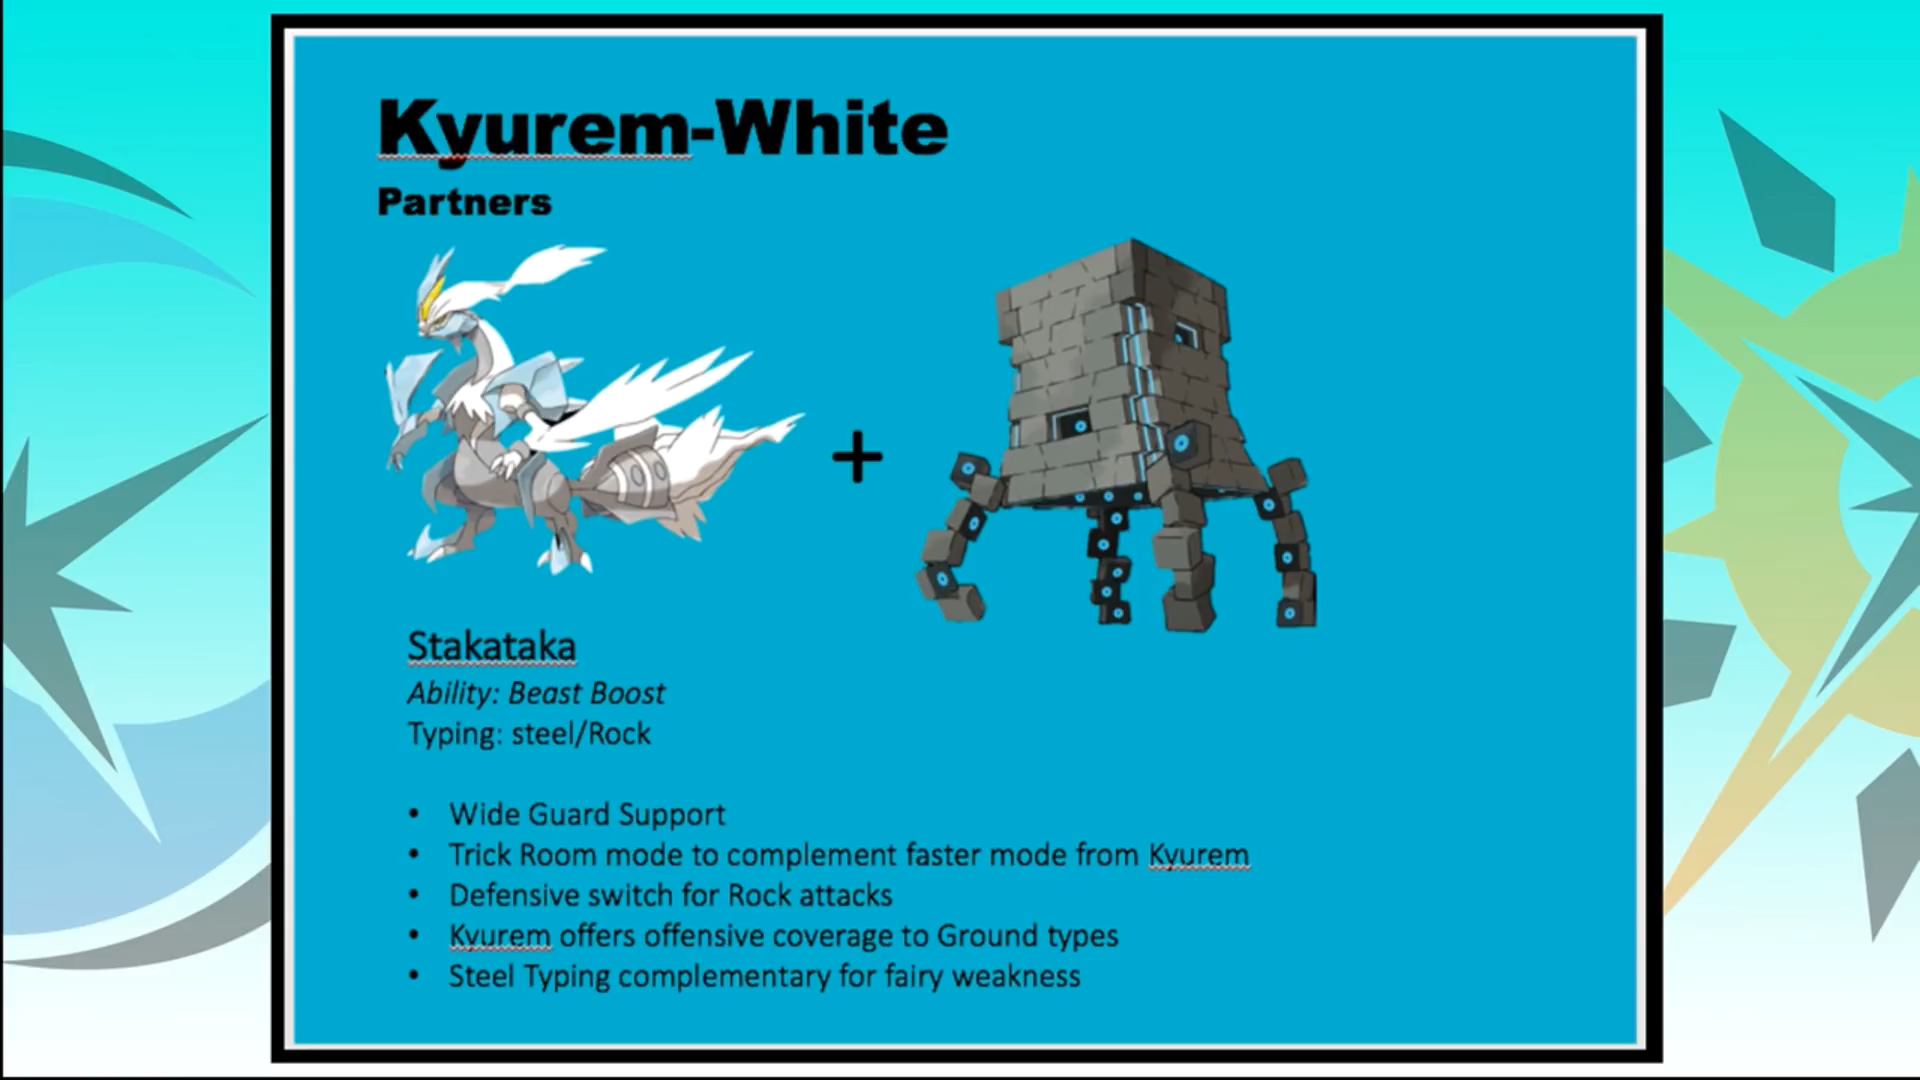 Kyurem-White
Partners
+
Stakataka
Ability: Beast Boost
Typing: steel/Rock
• Wide Guard Support
• Trick Room mode to complement faster mode from Kyurem
• Defensive switch for Rock attacks
• Kyurem offers offensive coverage to Ground types
• Steel Typing complementary for fairy weakness